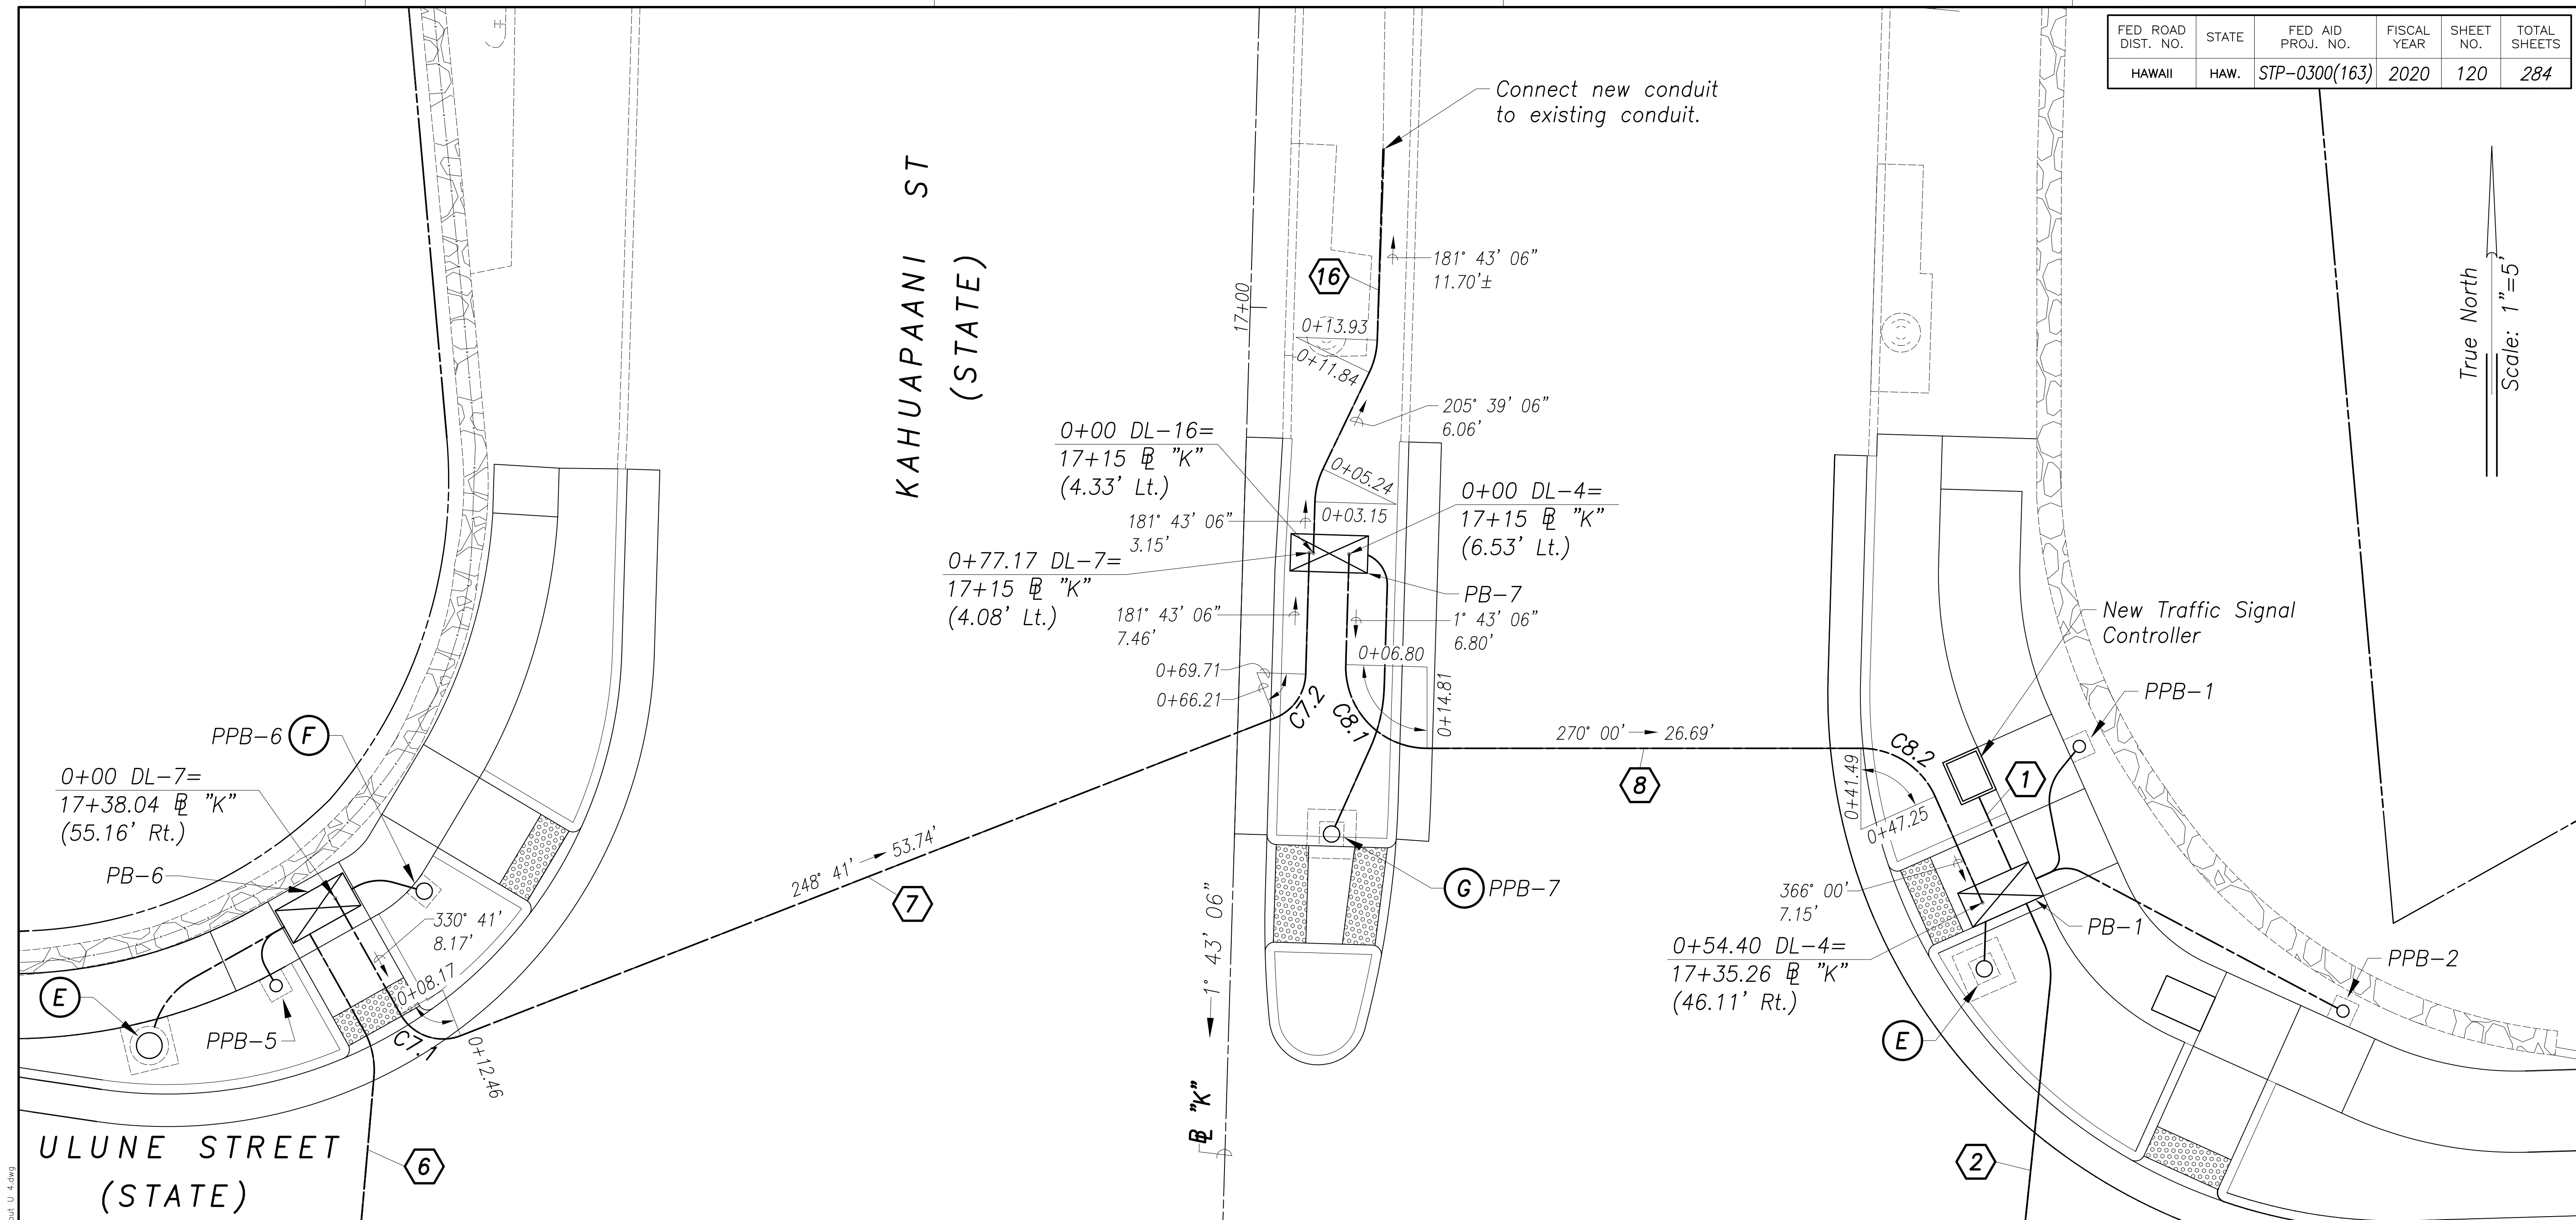 FED ROAD DIST. NO.
STATE
FED AID PROJ. NO.
FISCAL YEAR
SHEET NO.
TOTAL SHEETS
HAWAII
HAW.
STP-0300(163)
2020
120
284
Connect new conduit
to existing conduit.
KAHUAPAANI ST
(STATE)
True North
Scale: 1"=5'
17+00
16
181° 43' 06"
11.70'±
0+13.93
0+11.84
205° 39' 06"
6.06'
0+00 DL-16=
17+15 BL "K"
(4.33' Lt.)
0+05.24
0+03.15
181° 43' 06"
3.15'
0+00 DL-4=
17+15 BL "K"
(6.53' Lt.)
0+77.17 DL-7=
17+15 BL "K"
(4.08' Lt.)
PB-7
181° 43' 06"
7.46'
1° 43' 06"
6.80'
0+06.80
0+69.71
0+66.21
C7.2
C8.1
0+14.81
270° 00' 26.69'
8
C8.2
0+41.49
0+47.25
1
New Traffic Signal
Controller
PPB-1
PPB-6
F
0+00 DL-7=
17+38.04 BL "K"
(55.16' Rt.)
PB-6
330° 41'
8.17'
0+08.17
C7.1
0+12.46
E
PPB-5
248° 41' 53.74'
7
G
PPB-7
366° 00'
7.15'
0+54.40 DL-4=
17+35.26 BL "K"
(46.11' Rt.)
PB-1
PPB-2
E
1° 43' 06"
BL "K"
ULUNE STREET
(STATE)
6
2
out U 4.dwg